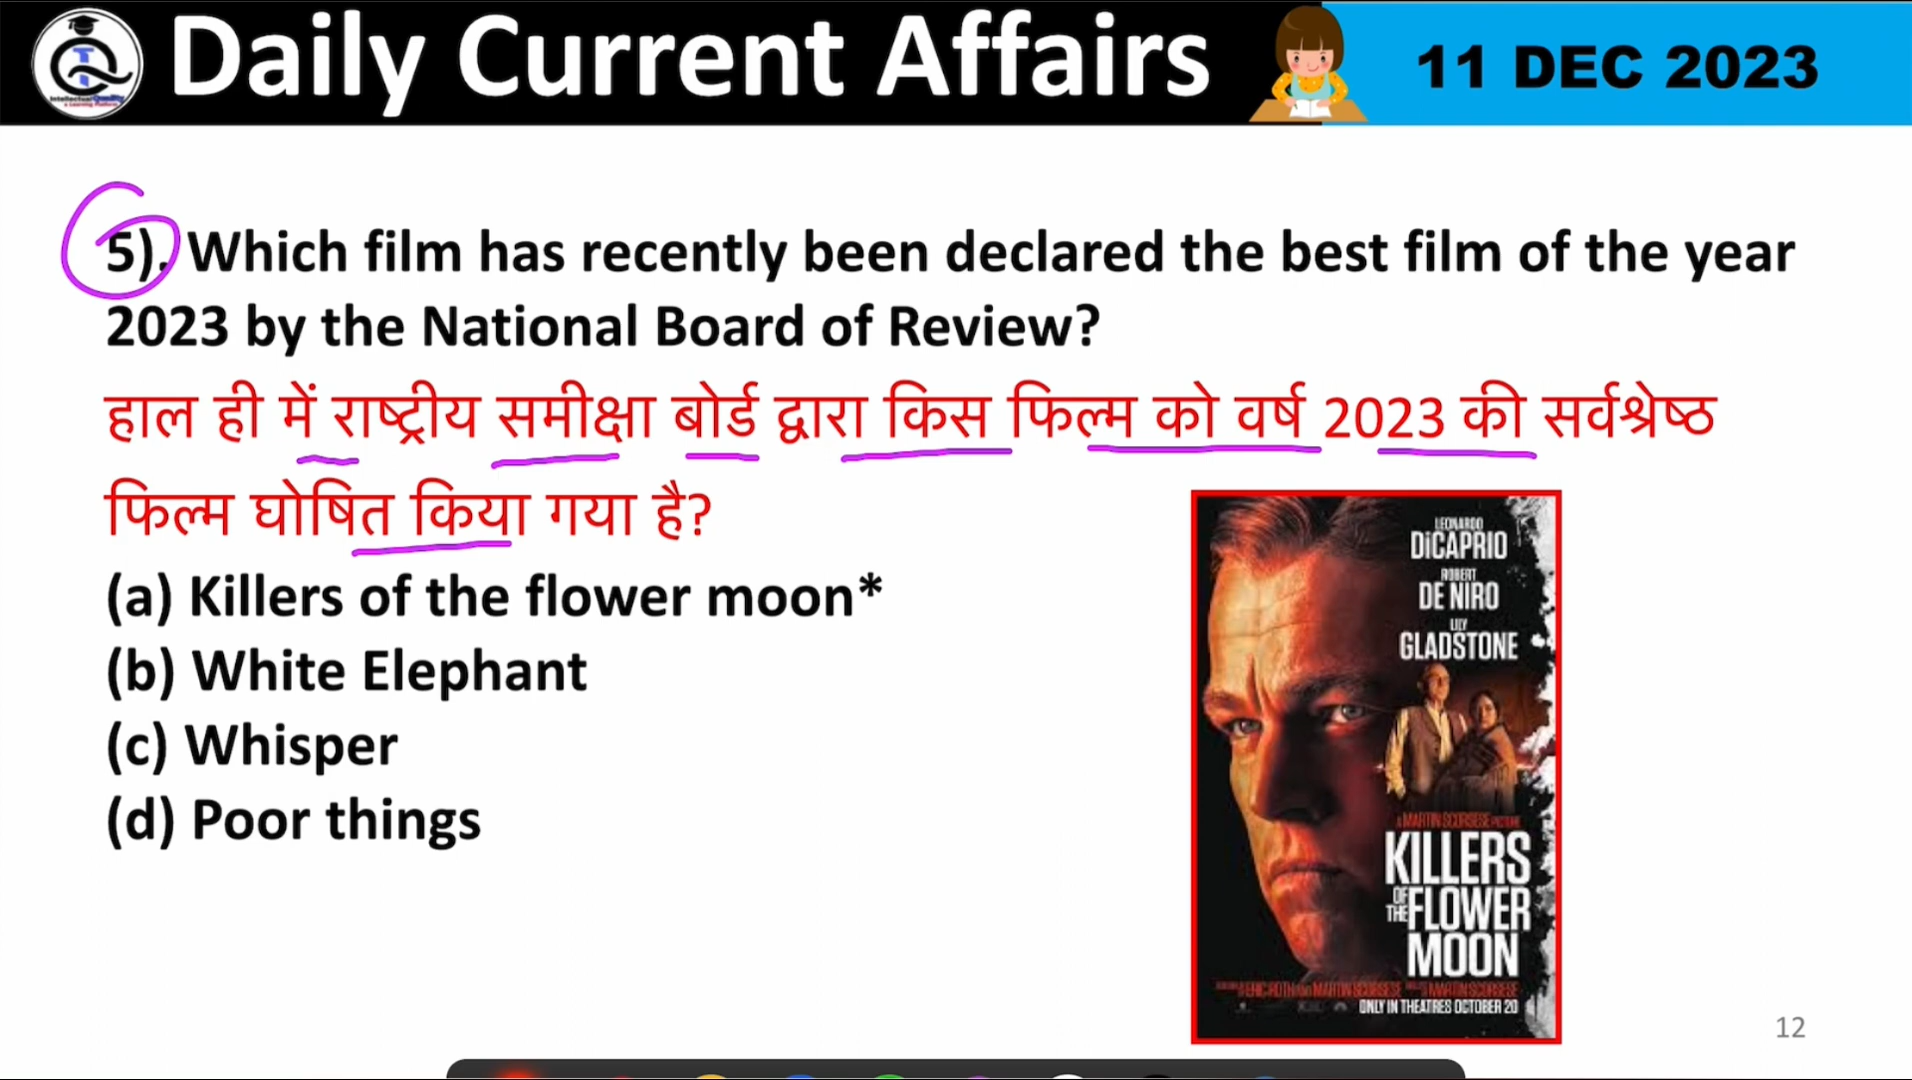 Daily Current Affairs
11 DEC 2023
5). Which film has recently been declared the best film of the year
2023 by the National Board of Review?
हाल ही में राष्ट्रीय समीक्षा बोर्ड द्वारा किस फिल्म को वर्ष 2023 की सर्वश्रेष्ठ
फिल्म घोषित किया गया है?
(a) Killers of the flower moon*
(b) White Elephant
(c) Whisper
(d) Poor things
LEONARDO
DiCAPRIO
ROBERT
DE NIRO
LILY
GLADSTONE
A MARTIN SCORSESE PICTURE
KILLERS
OF THE FLOWER
MOON
ONLY IN THEATRES OCTOBER 20
12